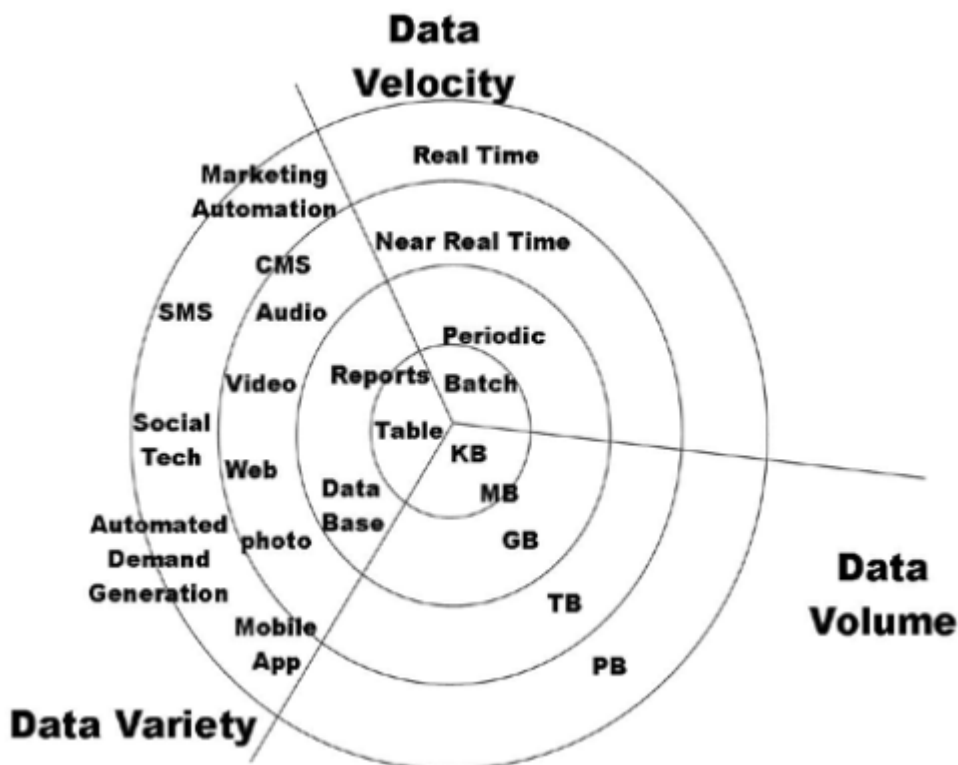 Data
Velocity
Real Time
Near Real Time
Periodic
Batch
Marketing
Automation
CMS
SMS
Audio
Reports
Video
Social
Tech
Table
Web
Data
Base
Automated
Demand
Generation
photo
Mobile
App
Data Variety
KB
MB
GB
TB
PB
Data
Volume